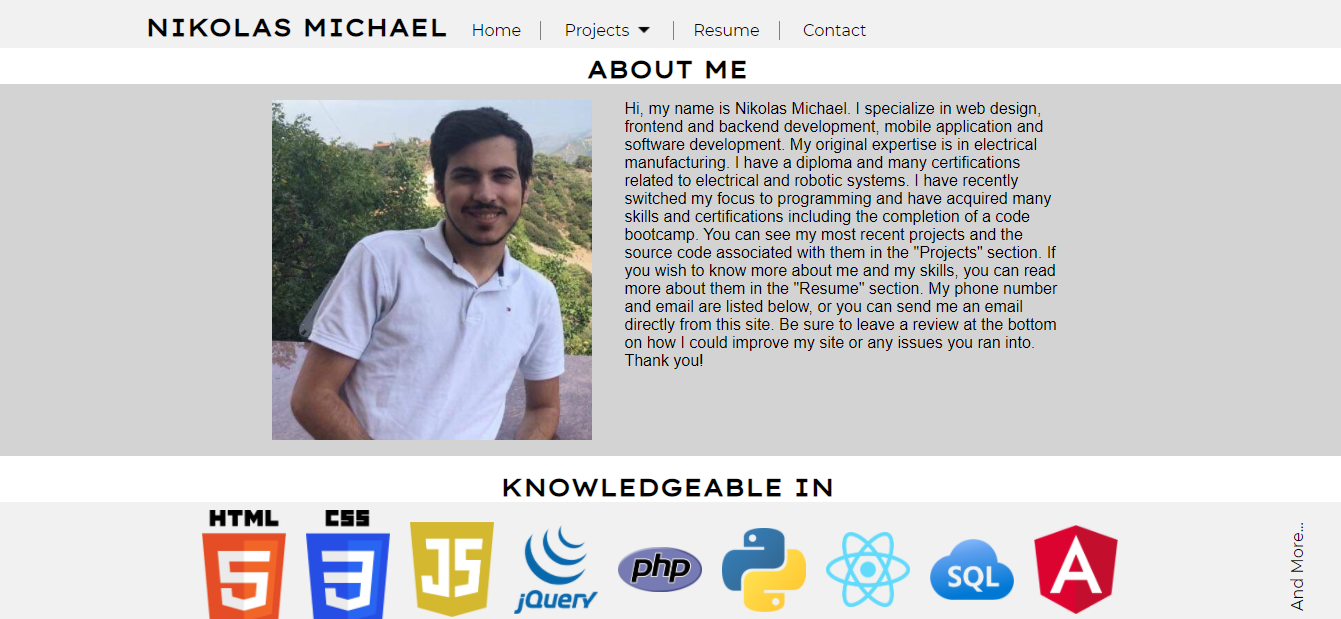 NIKOLAS MICHAEL Home Projects Resume Contact
ABOUT ME
Hi, my name is Nikolas Michael. I specialize in web design,
frontend and backend development, mobile application and
software development. My original expertise is in electrical
manufacturing. I have a diploma and many certifications
related to electrical and robotic systems. I have recently
switched my focus to programming and have acquired many
skills and certifications including the completion of a code
bootcamp. You can see my most recent projects and the
source code associated with them in the "Projects" section. If
you wish to know more about me and my skills, you can read
more about them in the "Resume" section. My phone number
and email are listed below, or you can send me an email
directly from this site. Be sure to leave a review at the bottom
on how I could improve my site or any issues you ran into.
Thank you!
KNOWLEDGEABLE IN
HTML
5
CSS
3
JS
jQuery
php
SQL
A
And More...